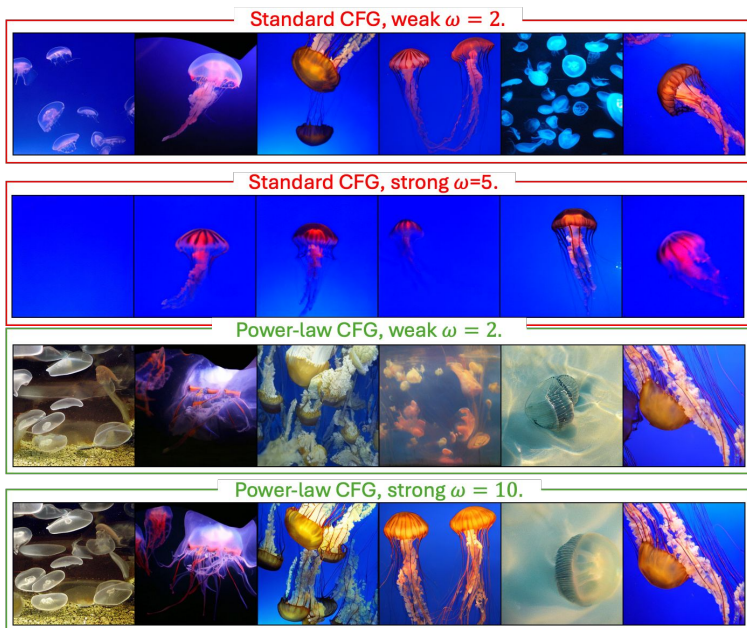 Standard CFG, weak ω = 2.
Standard CFG, strong ω=5.
Power-law CFG, weak ω = 2.
Power-law CFG, strong ω = 10.